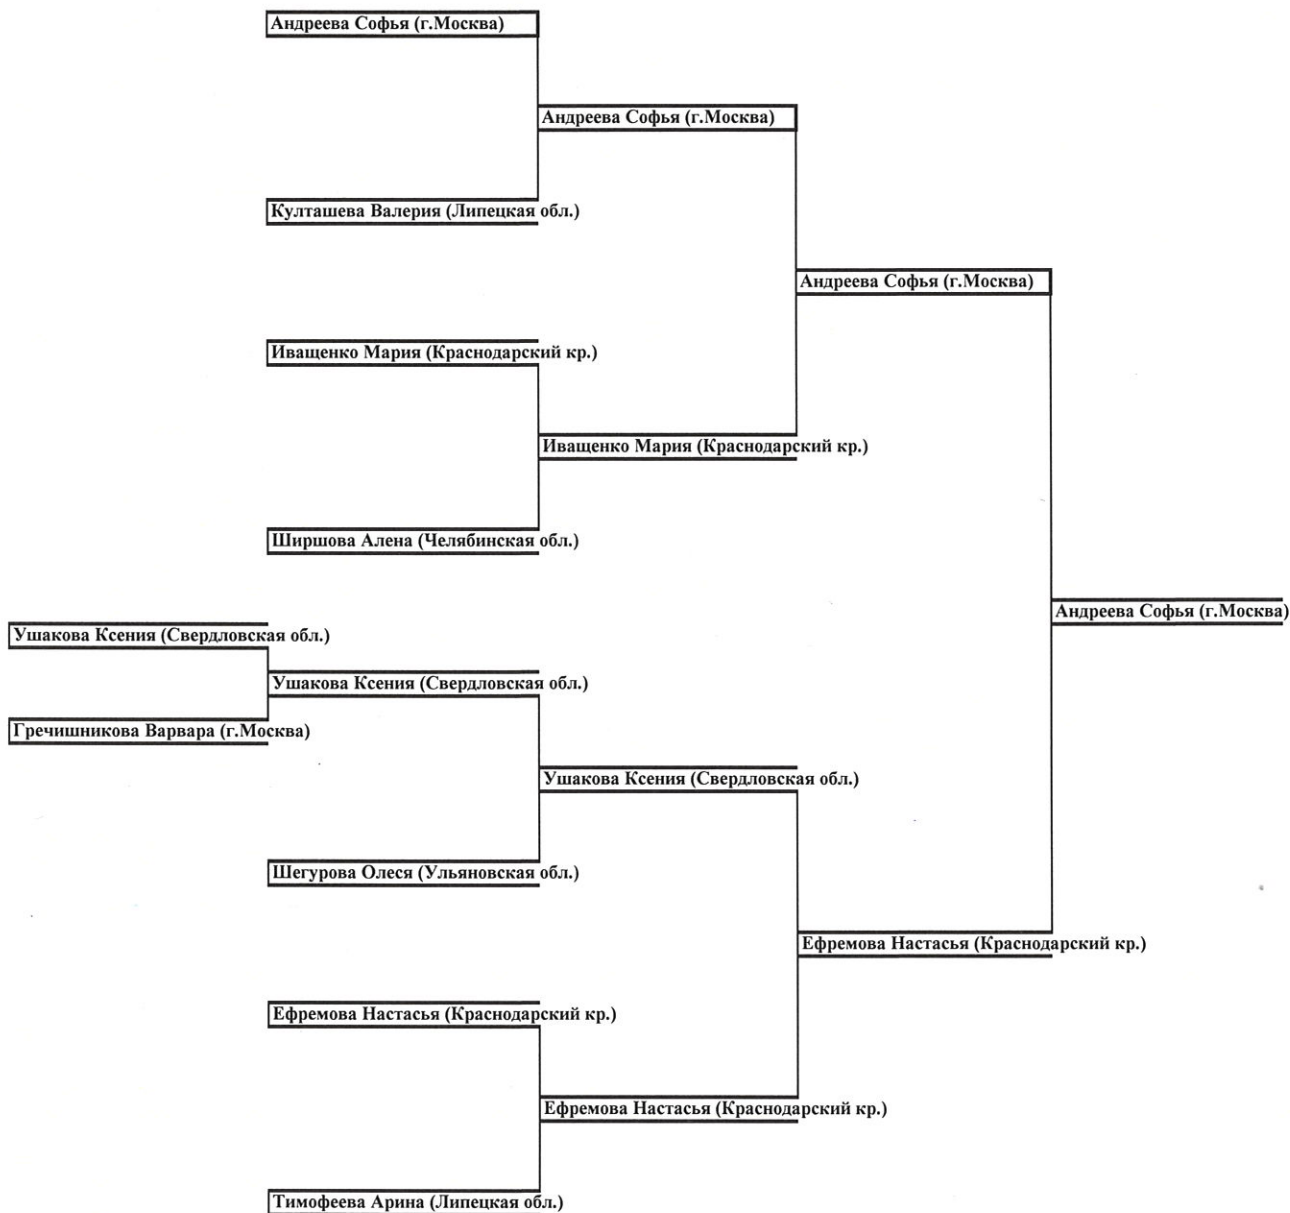 Андреева Софья (г.Москва)
Андреева Софья (г.Москва)
Култашева Валерия (Липецкая обл.)
Андреева Софья (г.Москва)
Иващенко Мария (Краснодарский кр.)
Иващенко Мария (Краснодарский кр.)
Ширшова Алена (Челябинская обл.)
Андреева Софья (г.Москва)
Ушакова Ксения (Свердловская обл.)
Ушакова Ксения (Свердловская обл.)
Гречишникова Варвара (г.Москва)
Ушакова Ксения (Свердловская обл.)
Шегурова Олеся (Ульяновская обл.)
Ефремова Настасья (Краснодарский кр.)
Ефремова Настасья (Краснодарский кр.)
Ефремова Настасья (Краснодарский кр.)
Тимофеева Арина (Липецкая обл.)